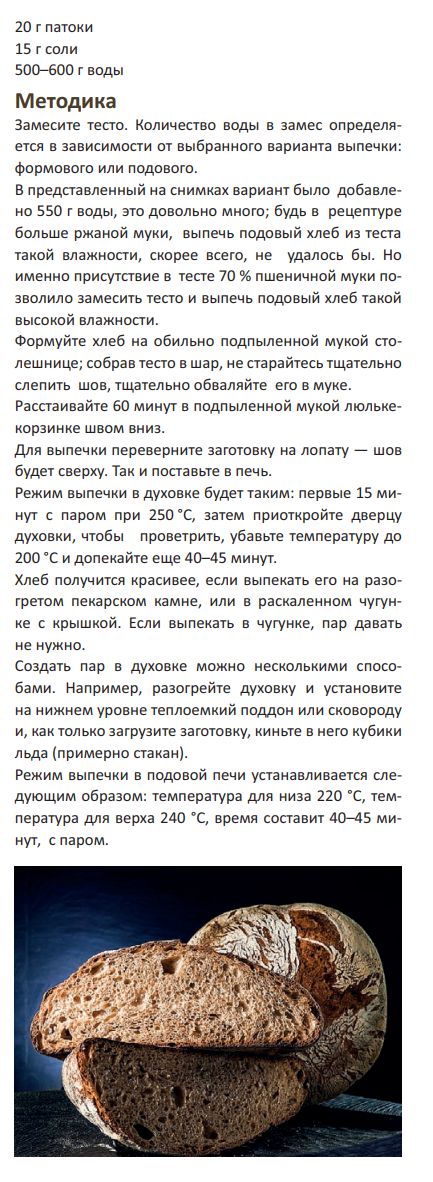 20 г патоки
15 г соли
500–600 г воды
Методика
Замесите тесто. Количество воды в замес определя-
ется в зависимости от выбранного варианта выпечки:
формового или подового.
В представленный на снимках вариант было добавле-
но 550 г воды, это довольно много; будь в рецептуре
больше ржаной муки, выпечь подовый хлеб из теста
такой влажности, скорее всего, не удалось бы. Но
именно присутствие в тесте 70 % пшеничной муки по-
зволило замесить тесто и выпечь подовый хлеб такой
высокой влажности.
Формуйте хлеб на обильно подпыленной мукой сто-
лешнице; собрав тесто в шар, не старайтесь тщательно
слепить шов, тщательно обваляйте его в муке.
Расстаивайте 60 минут в подпыленной мукой люльке-
корзинке швом вниз.
Для выпечки переверните заготовку на лопату — шов
будет сверху. Так и поставьте в печь.
Режим выпечки в духовке будет таким: первые 15 ми-
нут с паром при 250 °С, затем приоткройте дверцу
духовки, чтобы проветрить, убавьте температуру до
200 °С и допекайте еще 40–45 минут.
Хлеб получится красивее, если выпекать его на разо-
гретом пекарском камне, или в раскаленном чугун-
ке с крышкой. Если выпекать в чугунке, пар давать
не нужно.
Создать пар в духовке можно несколькими спосо-
бами. Например, разогрейте духовку и установите
на нижнем уровне теплоемкий поддон или сковороду
и, как только загрузите заготовку, киньте в него кубики
льда (примерно стакан).
Режим выпечки в подовой печи устанавливается сле-
дующим образом: температура для низа 220 °С, тем-
пература для верха 240 °С, время составит 40–45 ми-
нут, с паром.